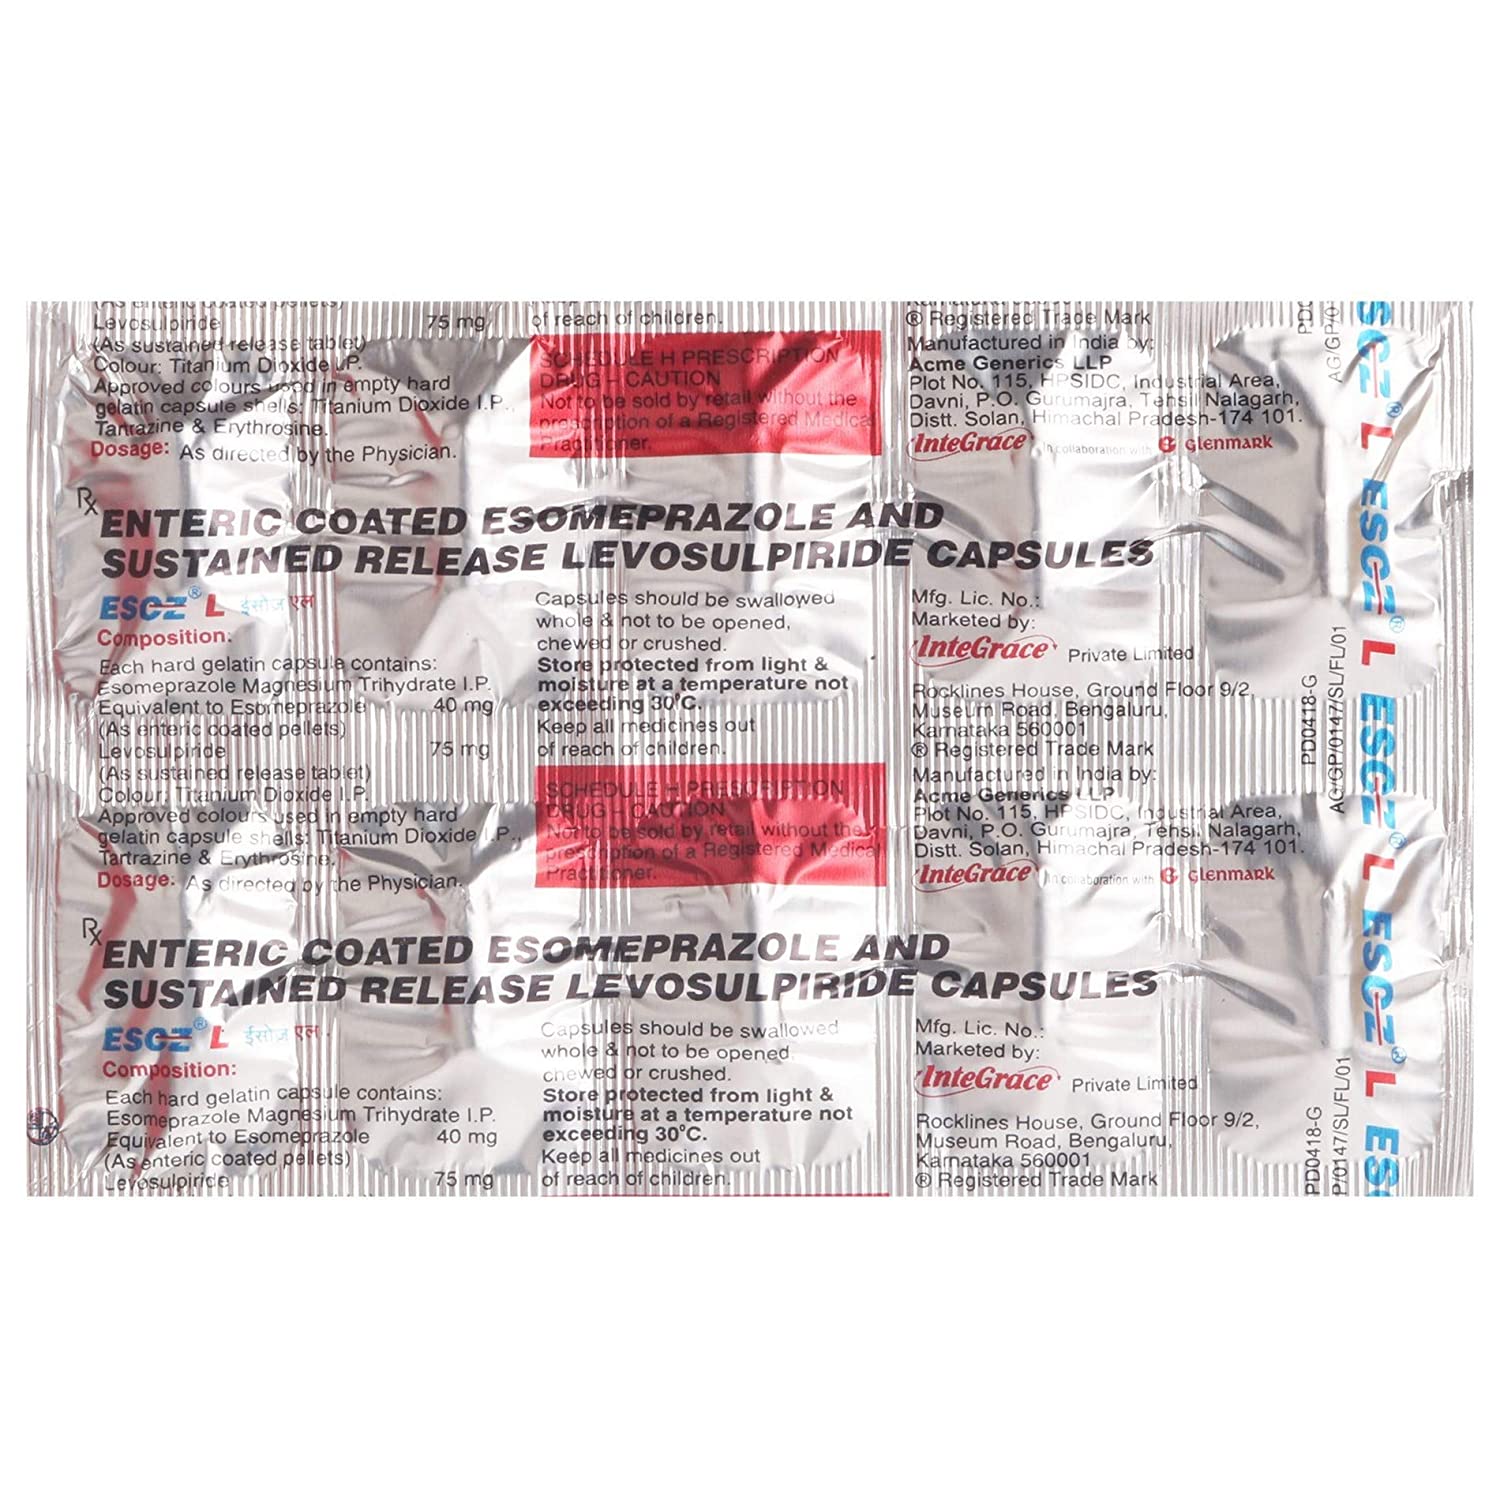 (As enteric coated pellets)
Levosulpiride 75 mg
(As sustained release tablet)
Colour: Titanium Dioxide I.P.
Approved colours used in empty hard
gelatin capsule shells: Titanium Dioxide I.P.,
Tartrazine & Erythrosine.
Dosage: As directed by the Physician.
of reach of children.
SCHEDULE H PRESCRIPTION
DRUG – CAUTION
Not to be sold by retail without the
prescription of a Registered Medical
Practitioner.
® Registered Trade Mark
Manufactured in India by:
Acme Generics LLP
Plot No. 115, HPSIDC, Industrial Area,
Davni, P.O. Gurumajra, Tehsil Nalagarh,
Distt. Solan, Himachal Pradesh-174 101.
InteGrace in collaboration with G Glenmark
Rx
ENTERIC COATED ESOMEPRAZOLE AND
SUSTAINED RELEASE LEVOSULPIRIDE CAPSULES
ESOZ® L ईसोज़ एल
Composition:
Each hard gelatin capsule contains:
Esomeprazole Magnesium Trihydrate I.P.
Equivalent to Esomeprazole 40 mg
(As enteric coated pellets)
Levosulpiride 75 mg
(As sustained release tablet)
Colour: Titanium Dioxide I.P.
Approved colours used in empty hard
gelatin capsule shells: Titanium Dioxide I.P.,
Tartrazine & Erythrosine.
Dosage: As directed by the Physician.
Capsules should be swallowed
whole & not to be opened,
chewed or crushed.
Store protected from light &
moisture at a temperature not
exceeding 30°C.
Keep all medicines out
of reach of children.
SCHEDULE H PRESCRIPTION
DRUG – CAUTION
Not to be sold by retail without the
prescription of a Registered Medical
Practitioner.
Mfg. Lic. No.:
Marketed by:
InteGrace Private Limited
Rocklines House, Ground Floor 9/2,
Museum Road, Bengaluru,
Karnataka 560001
® Registered Trade Mark
Manufactured in India by:
Acme Generics LLP
Plot No. 115, HPSIDC, Industrial Area,
Davni, P.O. Gurumajra, Tehsil Nalagarh,
Distt. Solan, Himachal Pradesh-174 101.
InteGrace in collaboration with G Glenmark
Rx
ENTERIC COATED ESOMEPRAZOLE AND
SUSTAINED RELEASE LEVOSULPIRIDE CAPSULES
ESOZ® L ईसोज़ एल
Composition:
Each hard gelatin capsule contains:
Esomeprazole Magnesium Trihydrate I.P.
Equivalent to Esomeprazole 40 mg
(As enteric coated pellets)
Levosulpiride 75 mg
Capsules should be swallowed
whole & not to be opened,
chewed or crushed.
Store protected from light &
moisture at a temperature not
exceeding 30°C.
Keep all medicines out
of reach of children.
Mfg. Lic. No.:
Marketed by:
InteGrace Private Limited
Rocklines House, Ground Floor 9/2,
Museum Road, Bengaluru,
Karnataka 560001
® Registered Trade Mark
PD0
AG/GP/0
PD0418-G
AG/GP/0147/SL/FL/01
PD0418-G
P/0147/SL/FL/01
ESOZ® L ESOZ® L ESOZ® L ESOZ® L ES